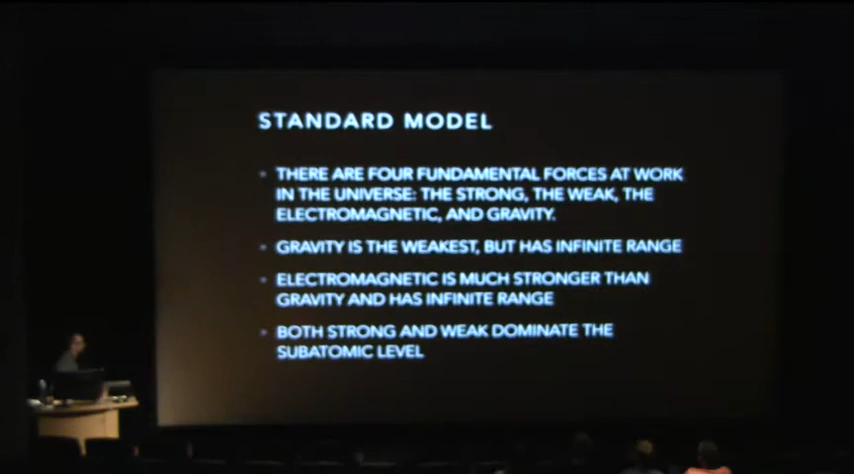 STANDARD MODEL
• THERE ARE FOUR FUNDAMENTAL FORCES AT WORK
IN THE UNIVERSE: THE STRONG, THE WEAK, THE
ELECTROMAGNETIC, AND GRAVITY.
• GRAVITY IS THE WEAKEST, BUT HAS INFINITE RANGE
• ELECTROMAGNETIC IS MUCH STRONGER THAN
GRAVITY AND HAS INFINITE RANGE
• BOTH STRONG AND WEAK DOMINATE THE
SUBATOMIC LEVEL